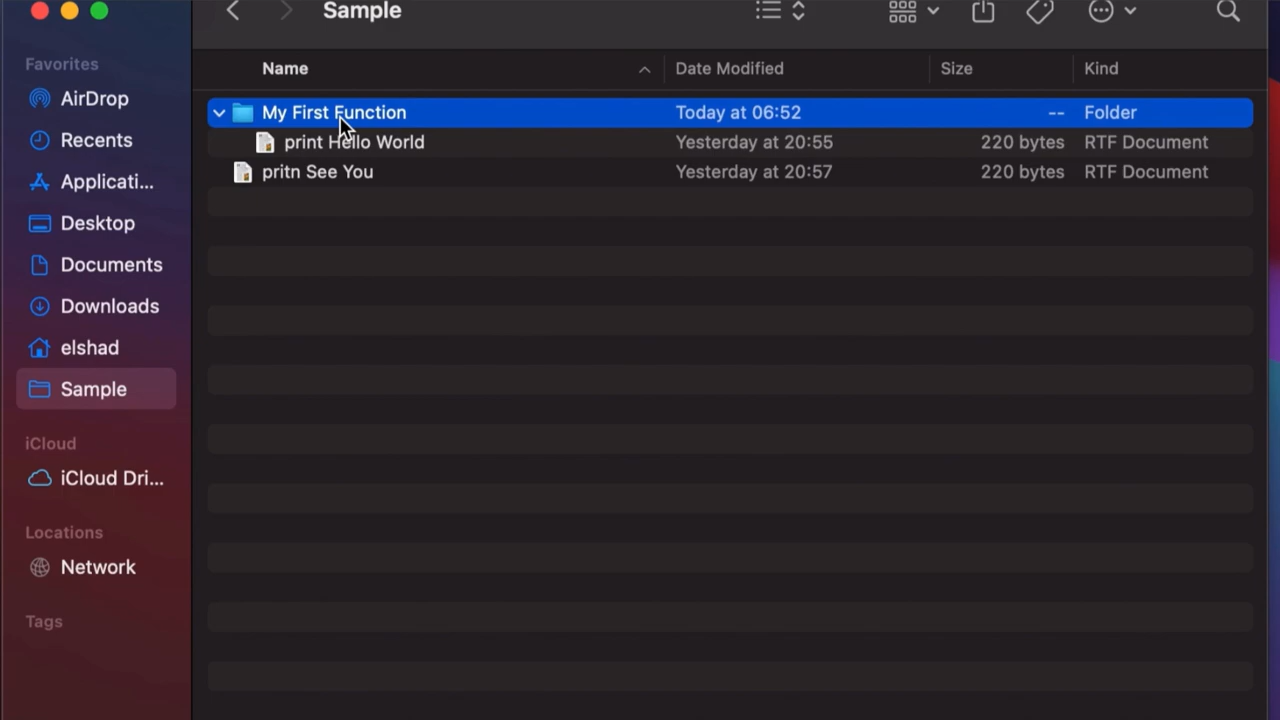 Sample
Favorites
AirDrop
Recents
Applicati...
Desktop
Documents
Downloads
elshad
Sample
iCloud
iCloud Dri...
Locations
Network
Tags
Name Date Modified Size Kind
My First Function Today at 06:52 -- Folder
print Hello World Yesterday at 20:55 220 bytes RTF Document
pritn See You Yesterday at 20:57 220 bytes RTF Document